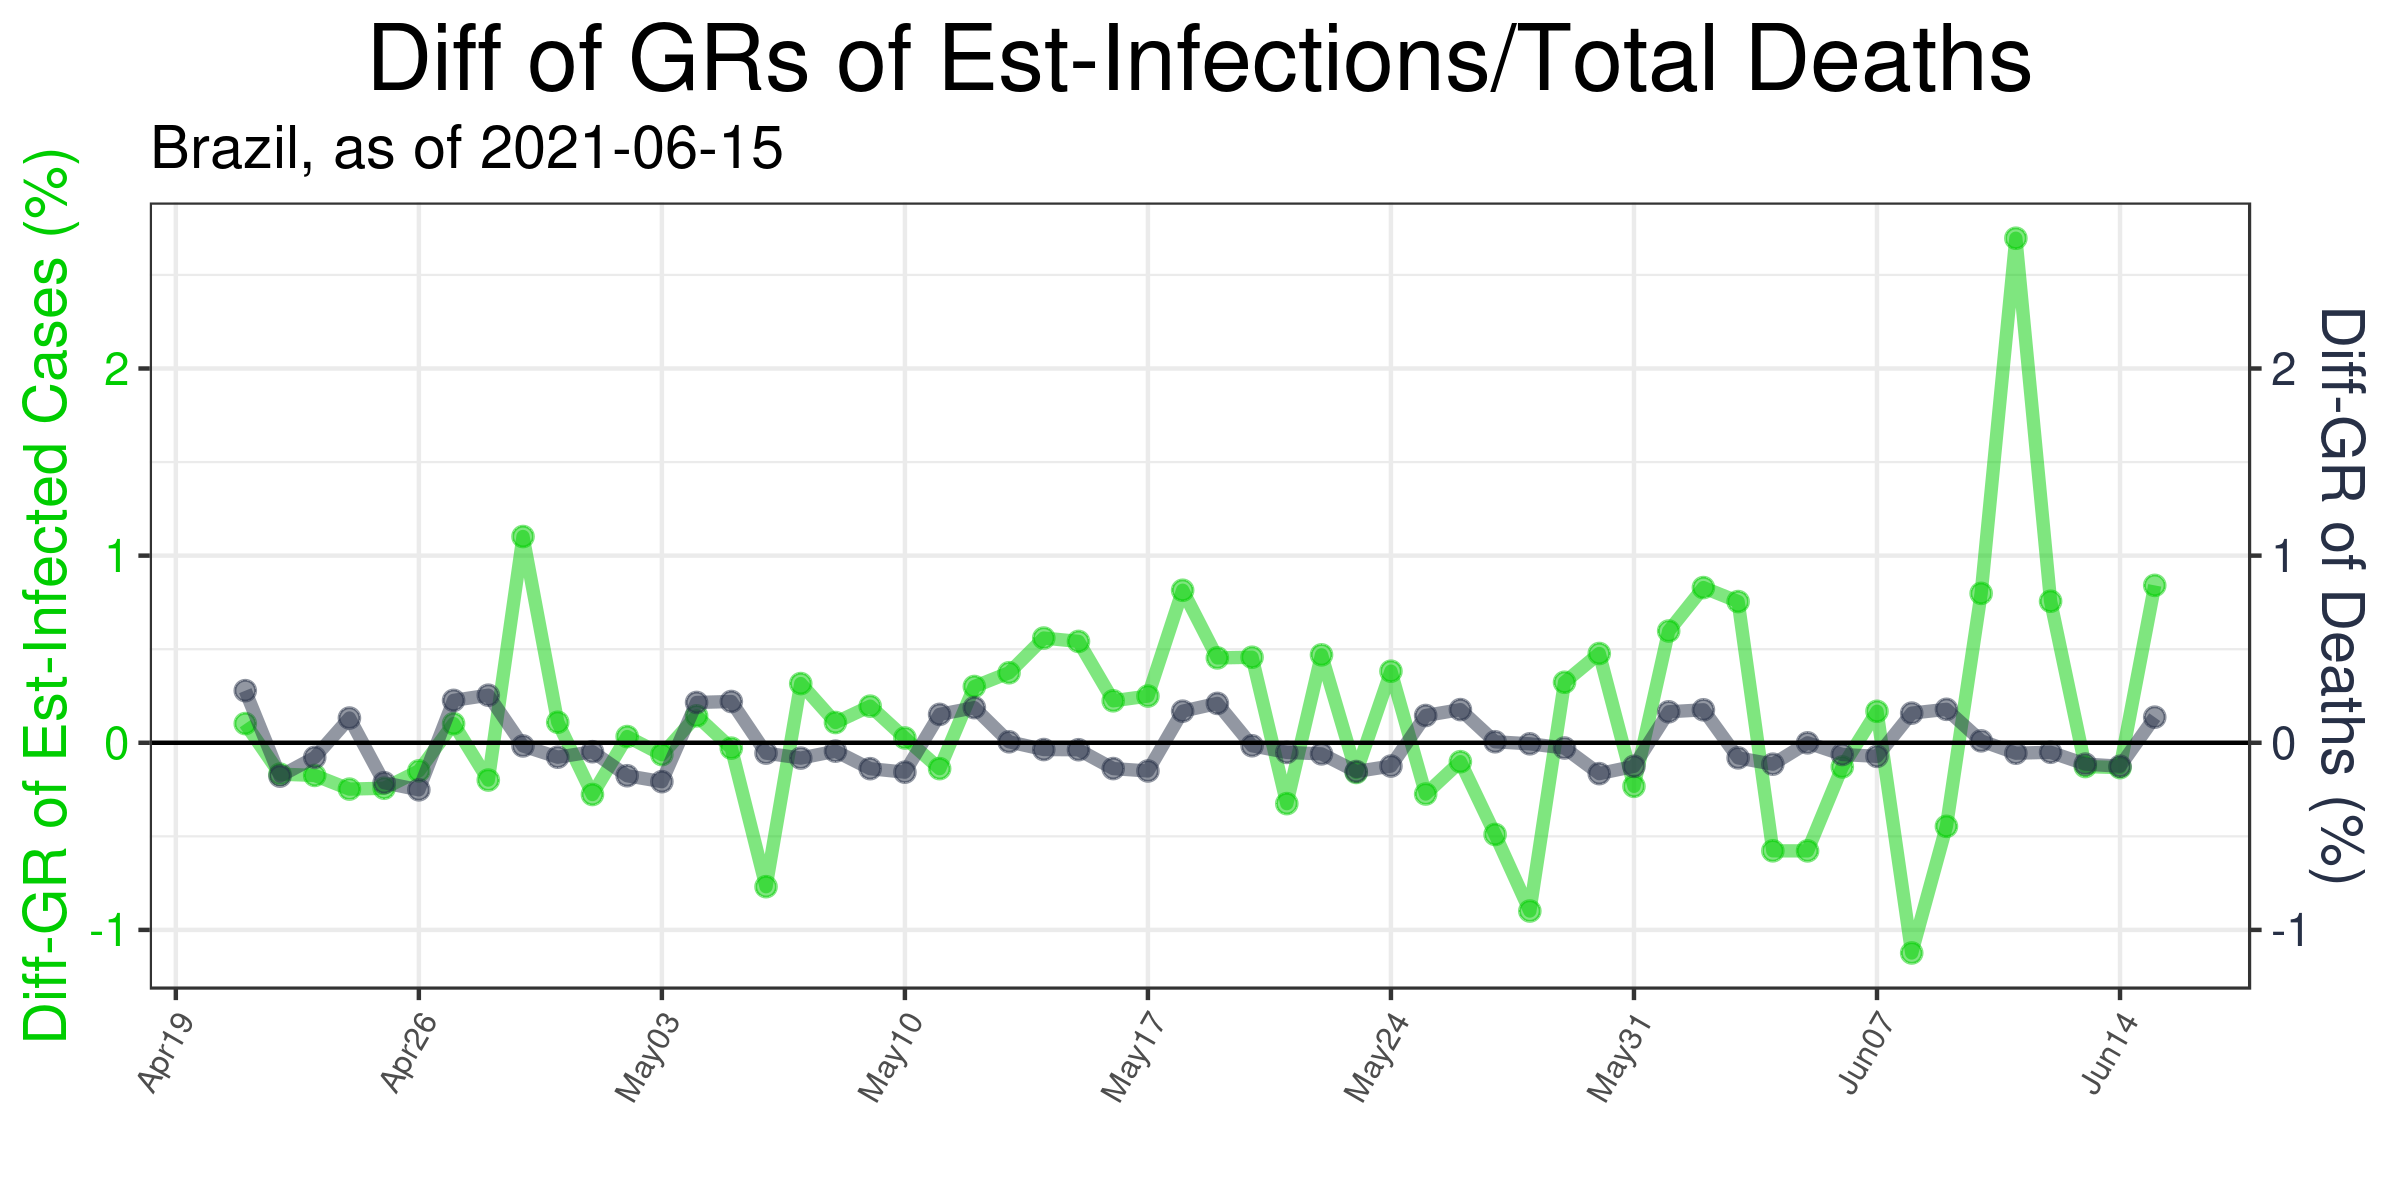 Diff of GRs of Est-Infections/Total Deaths
Brazil, as of 2021-06-15
Diff-GR of Est-Infected Cases (%)
2
1
0
-1
2
1
0
-1
Diff-GR of Deaths (%)
Apr19
Apr26
May03
May10
May17
May24
May31
Jun07
Jun14